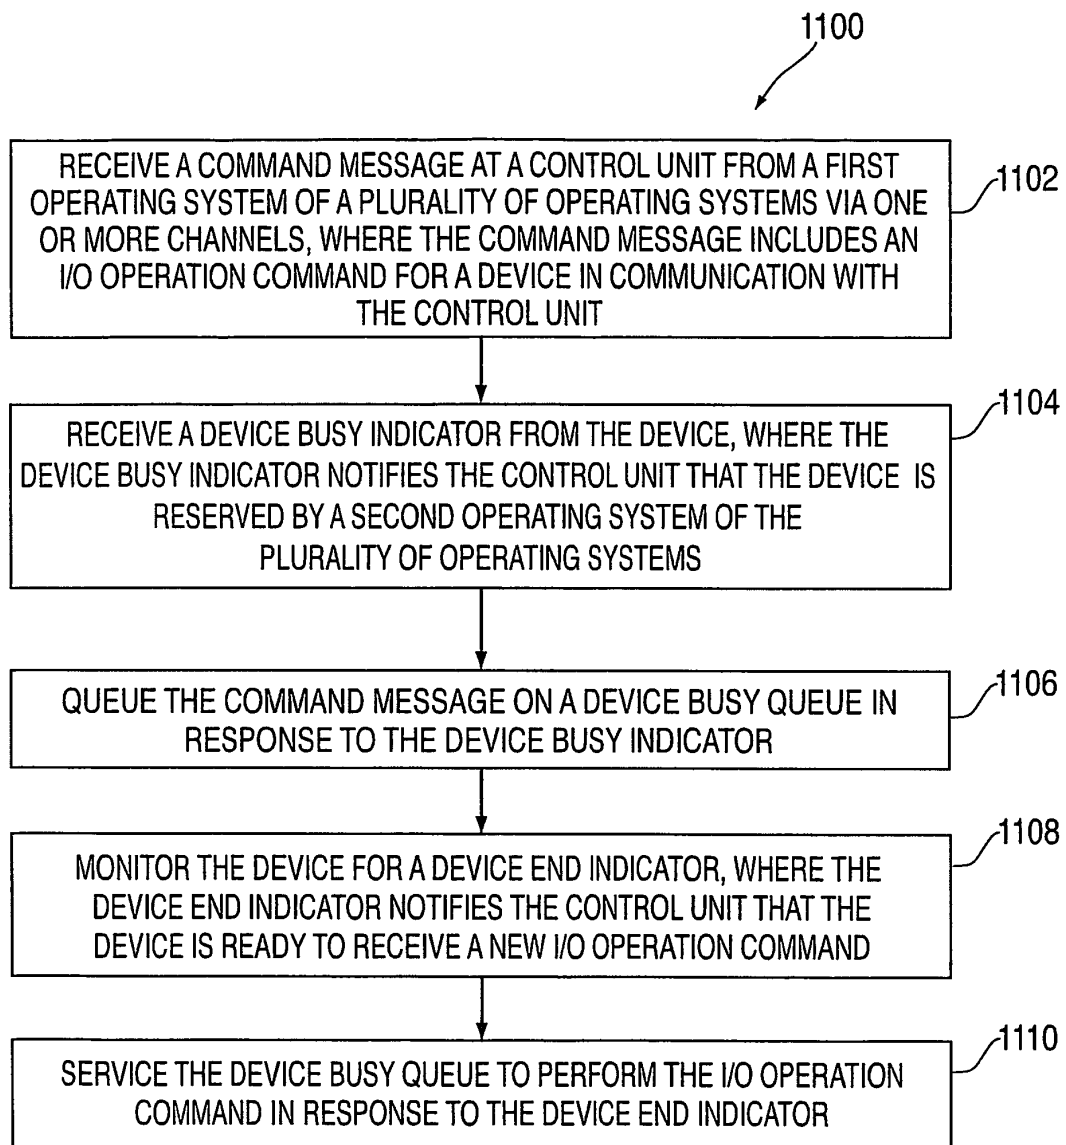 1100
RECEIVE A COMMAND MESSAGE AT A CONTROL UNIT FROM A FIRST
OPERATING SYSTEM OF A PLURALITY OF OPERATING SYSTEMS VIA ONE
OR MORE CHANNELS, WHERE THE COMMAND MESSAGE INCLUDES AN
I/O OPERATION COMMAND FOR A DEVICE IN COMMUNICATION WITH
THE CONTROL UNIT
1102
RECEIVE A DEVICE BUSY INDICATOR FROM THE DEVICE, WHERE THE
DEVICE BUSY INDICATOR NOTIFIES THE CONTROL UNIT THAT THE DEVICE IS
RESERVED BY A SECOND OPERATING SYSTEM OF THE
PLURALITY OF OPERATING SYSTEMS
1104
QUEUE THE COMMAND MESSAGE ON A DEVICE BUSY QUEUE IN
RESPONSE TO THE DEVICE BUSY INDICATOR
1106
MONITOR THE DEVICE FOR A DEVICE END INDICATOR, WHERE THE
DEVICE END INDICATOR NOTIFIES THE CONTROL UNIT THAT THE
DEVICE IS READY TO RECEIVE A NEW I/O OPERATION COMMAND
1108
SERVICE THE DEVICE BUSY QUEUE TO PERFORM THE I/O OPERATION
COMMAND IN RESPONSE TO THE DEVICE END INDICATOR
1110